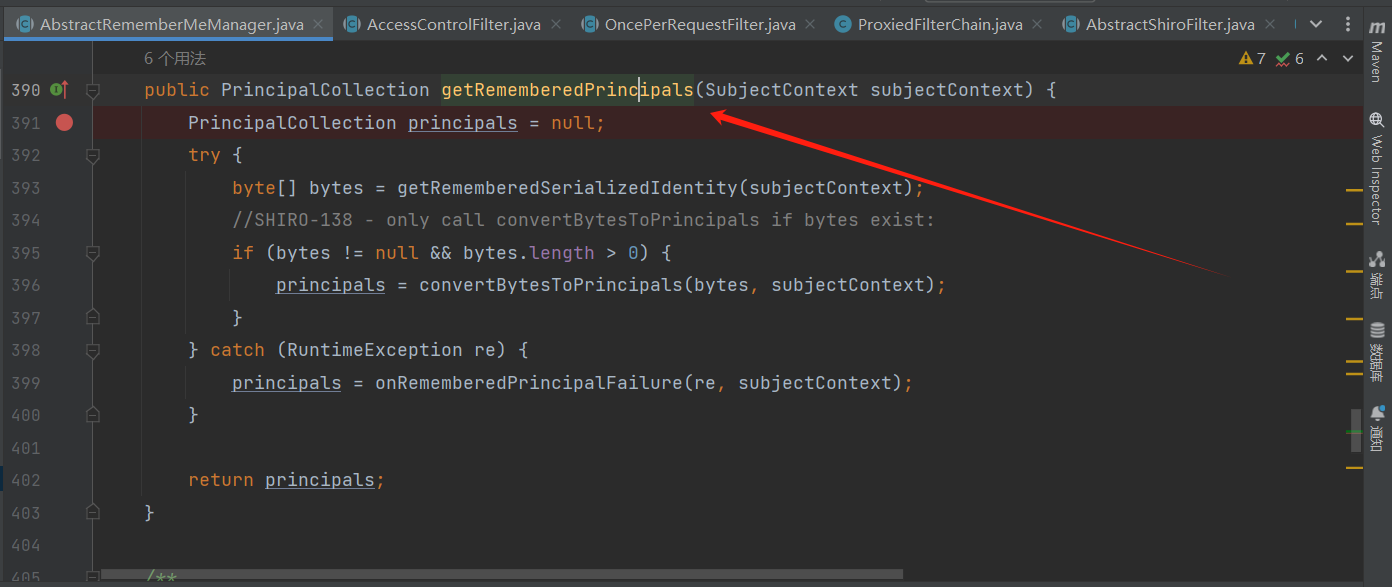 AbstractRememberMeManager.java
AccessControlFilter.java
OncePerRequestFilter.java
ProxiedFilterChain.java
AbstractShiroFilter.java
6 个用法
7
6
390 public PrincipalCollection getRememberedPrincipals(SubjectContext subjectContext) {
391 PrincipalCollection principals = null;
392 try {
393 byte[] bytes = getRememberedSerializedIdentity(subjectContext);
394 //SHIRO-138 - only call convertBytesToPrincipals if bytes exist:
395 if (bytes != null && bytes.length > 0) {
396 principals = convertBytesToPrincipals(bytes, subjectContext);
397 }
398 } catch (RuntimeException re) {
399 principals = onRememberedPrincipalFailure(re, subjectContext);
400 }
401
402 return principals;
403 }
404
405 /**
m
Maven
Web Inspector
端点
数据库
通知